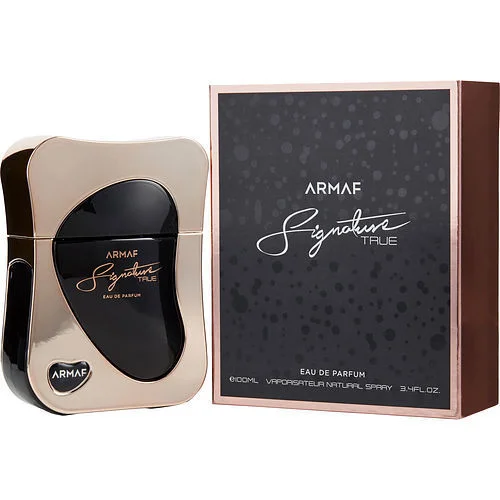 ARMAF
Signature
TRUE
EAU DE PARFUM
ARMAF
ARMAF
Signature
TRUE
EAU DE PARFUM
℮100ML VAPORISATEUR NATURAL SPRAY 3.4FL.OZ.